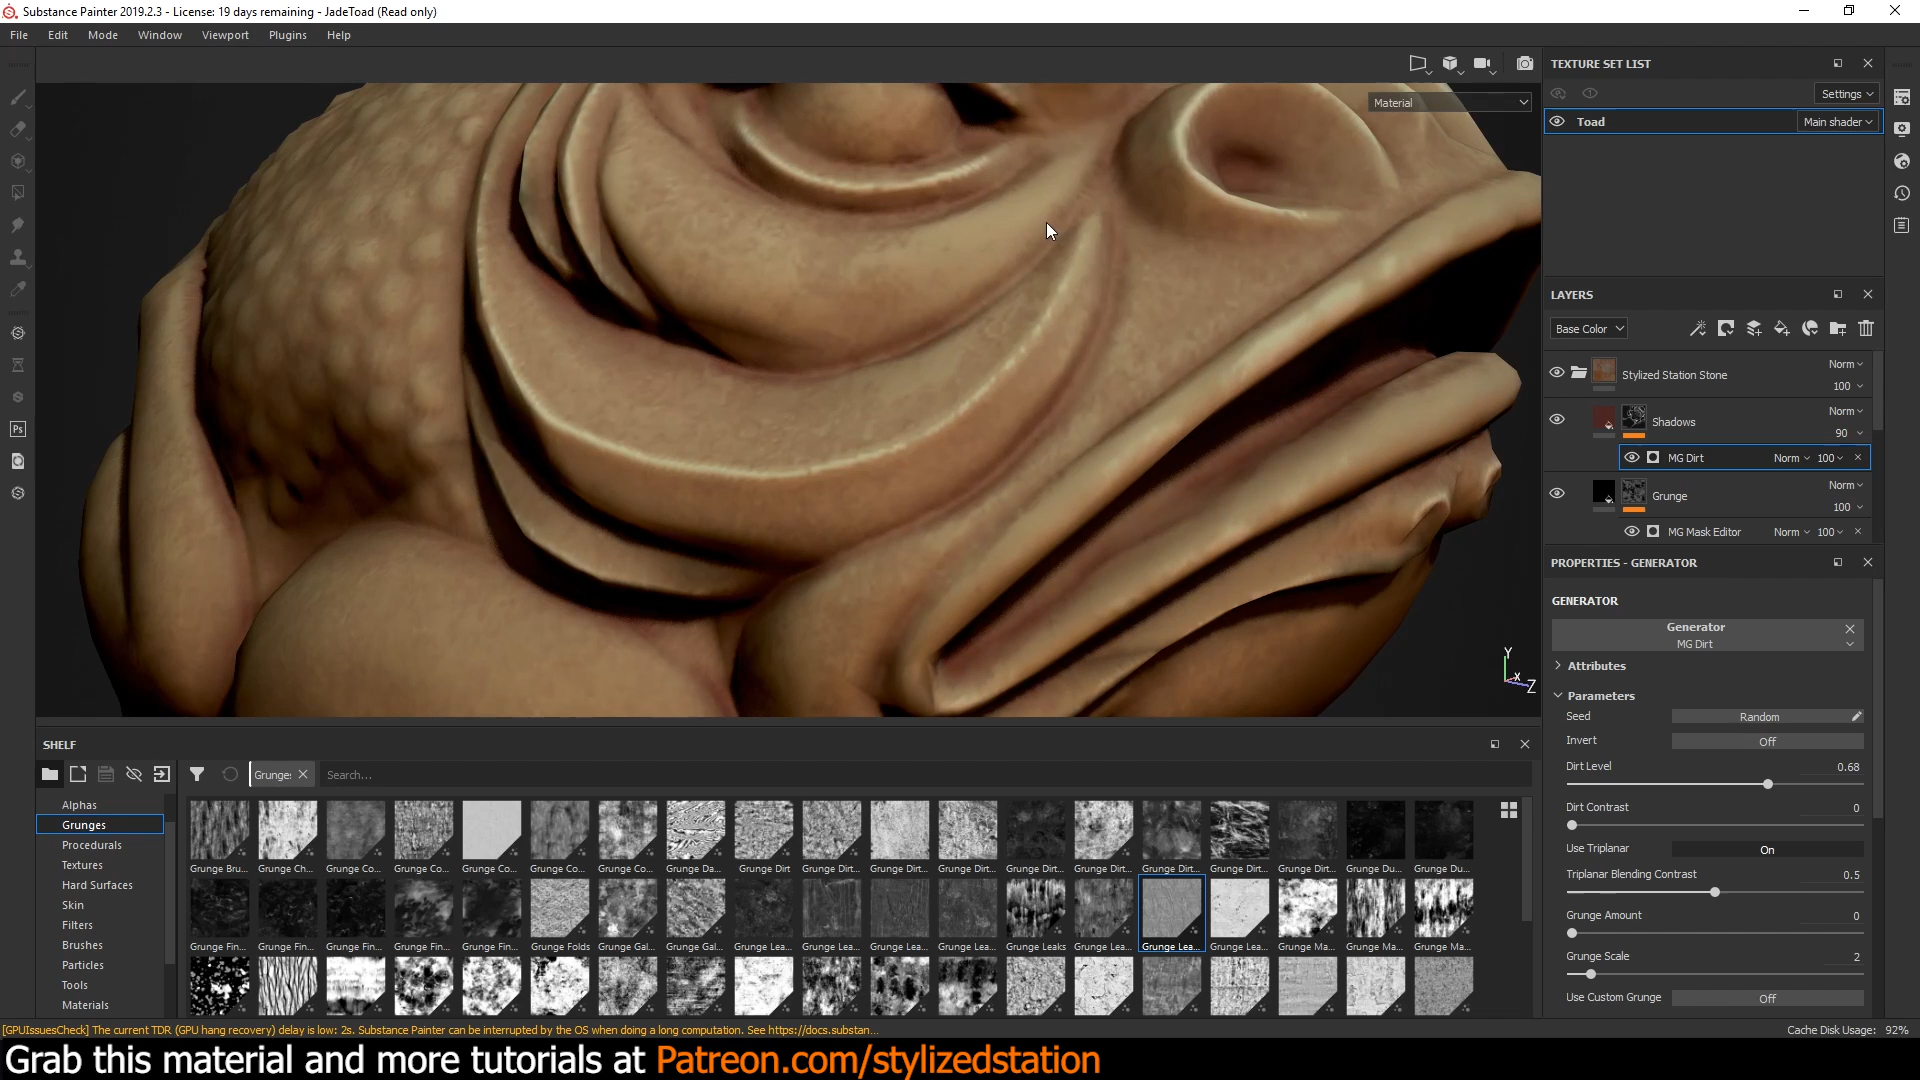 Substance Painter 2019.2.3 - License: 19 days remaining - JadeToad (Read only)
File Edit Mode Window Viewport Plugins Help
Material
TEXTURE SET LIST
Settings
Toad Main shader
LAYERS
Base Color
Norm
Stylized Station Stone
100
Norm
Shadows
90
MG Dirt Norm 100
Norm
Grunge
100
MG Mask Editor Norm 100
PROPERTIES - GENERATOR
GENERATOR
Generator
MG Dirt
Attributes
Parameters
Seed Random
Invert Off
Dirt Level 0.68
Dirt Contrast 0
Use Triplanar On
Triplanar Blending Contrast 0.5
Grunge Amount 0
Grunge Scale 2
Use Custom Grunge Off
Y
X
Z
Ps
SHELF
Grunge: Search...
Alphas
Grunges
Procedurals
Textures
Hard Surfaces
Skin
Filters
Brushes
Particles
Tools
Materials
Grunge Bru... Grunge Ch... Grunge Co... Grunge Co... Grunge Co... Grunge Co... Grunge Co... Grunge Da... Grunge Dirt Grunge Dirt... Grunge Dirt... Grunge Dirt... Grunge Dirt... Grunge Dirt... Grunge Dirt... Grunge Dirt... Grunge Dirt... Grunge Du... Grunge Du...
Grunge Fin... Grunge Fin... Grunge Fin... Grunge Fin... Grunge Fin... Grunge Folds Grunge Gal... Grunge Gal... Grunge Lea... Grunge Lea... Grunge Lea... Grunge Lea... Grunge Leaks Grunge Lea... Grunge Lea... Grunge Lea... Grunge Ma... Grunge Ma... Grunge Ma...
[GPUIssuesCheck] The current TDR (GPU hang recovery) delay is low: 2s. Substance Painter can be interrupted by the OS when doing a long computation. See https://docs.substan...
Cache Disk Usage: 92%
Grab this material and more tutorials at Patreon.com/stylizedstation